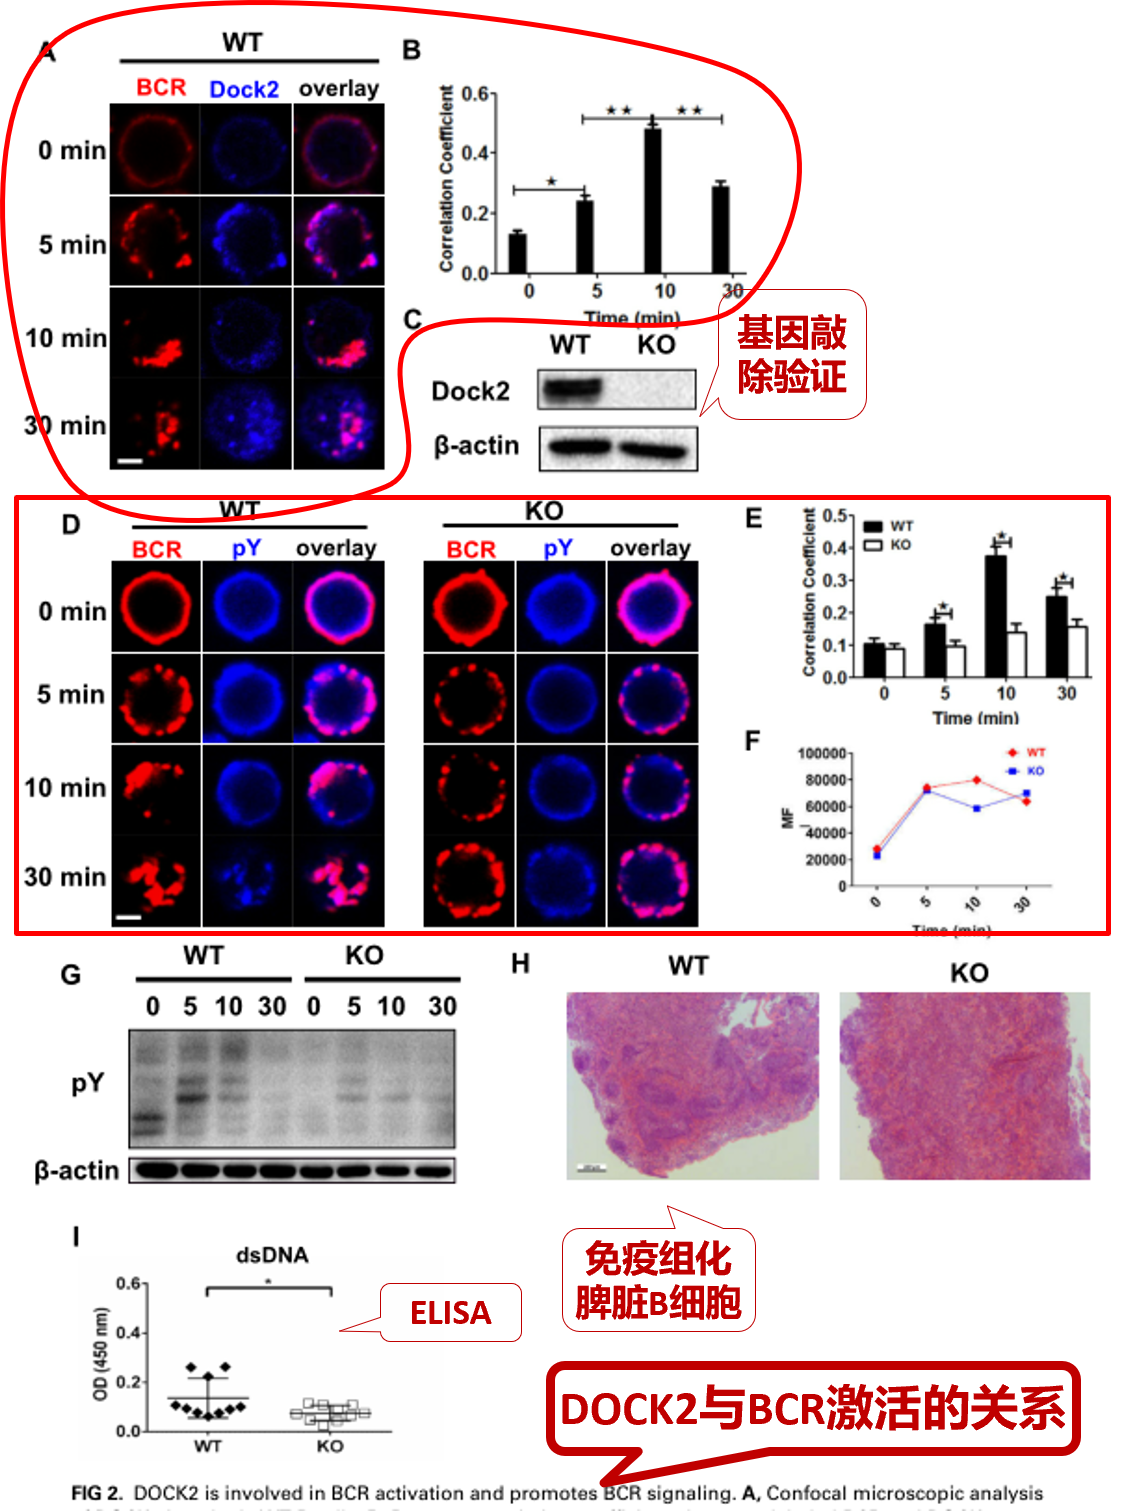 A
WT
BCR Dock2 overlay
0 min
5 min
10 min
30 min
B
Correlation Coefficient
0.6
0.4
0.2
0.0
★
★★
★★
0 5 10 30
Time (min)
C
WT KO
Dock2
β-actin
基因敲
除验证
D
WT
BCR pY overlay
KO
BCR pY overlay
0 min
5 min
10 min
30 min
E
Correlation Coefficient
0.5
0.4
0.3
0.2
0.1
0.0
WT
KO
★
★
★
0 5 10 30
Time (min)
F
MF
I
100000
80000
60000
40000
20000
0
WT
KO
0 5 10 30
Time (min)
G
WT KO
0 5 10 30 0 5 10 30
pY
β-actin
H
WT KO
免疫组化
脾脏B细胞
I
dsDNA
OD (450 nm)
0.6
0.4
0.2
0.0
*
WT KO
ELISA
DOCK2与BCR激活的关系
FIG 2. DOCK2 is involved in BCR activation and promotes BCR signaling. A, Confocal microscopic analysis